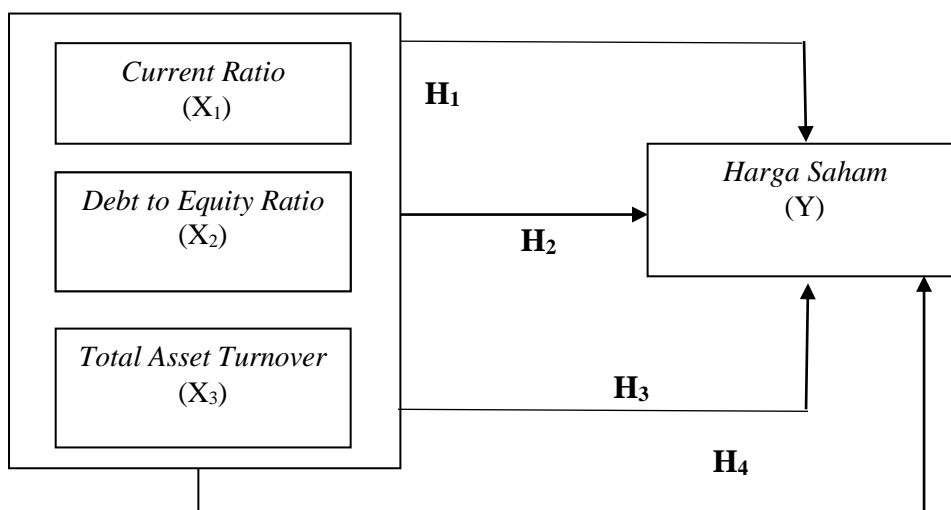 Current Ratio
(X₁)
H₁
Debt to Equity Ratio
(X₂)
H₂
Harga Saham
(Y)
Total Asset Turnover
(X₃)
H₃
H₄